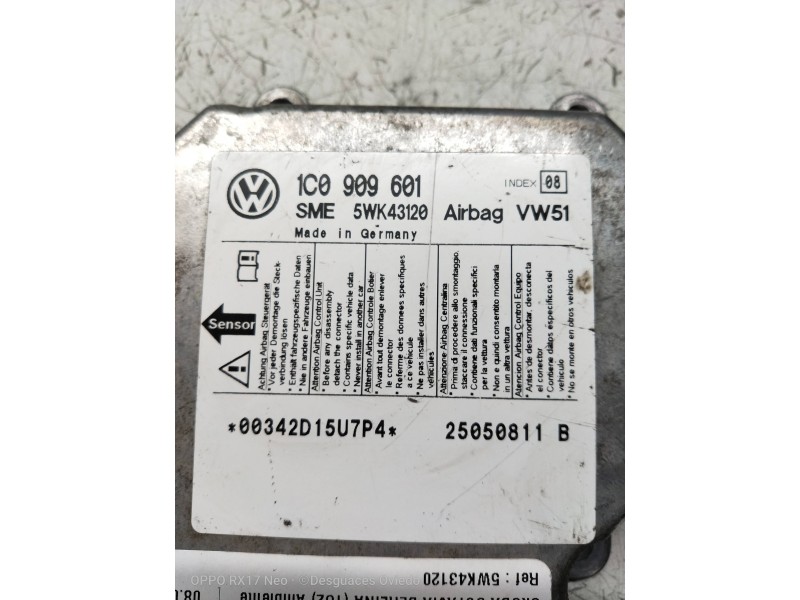 1C0 909 601
INDEX 08
SME 5WK43120 Airbag VW51
Made in Germany
Sensor
Achtung Airbag Steuergerät
* Vor jeder Demontage die Steck-
verbindung lösen
* Enthält fahrzeugspezifische Daten
* Nie in andere Fahrzeuge einbauen
Attention Airbag Control Unit
* Before any disassembly
detach the connector
* Contains specific vehicle data
* Never install in another car
Attention Airbag Controle Boitier
* Avant tout demontage enlever
le connector
* Referme des donnees specifiques
a ce vehicule
* Ne pas installer dans autres
vehicules
Attenzione Airbag Centralina
* Prima di procedere allo smontaggio,
staccare il connessione
* Contiene dati funzionali specifici
per la vettura
* Non e quindi consentito montarla
in un altra vettura
Atencion Airbag Control Equipo
* Antes de desmontar, desconecta
el conector
* Contiene datos especificos del
vehiculo
* No se monte en otros vehiculos
*00342D15U7P4* 25050811 B
Ref : 5WK43120
OPPO RX17 Neo Desguaces Oviedo